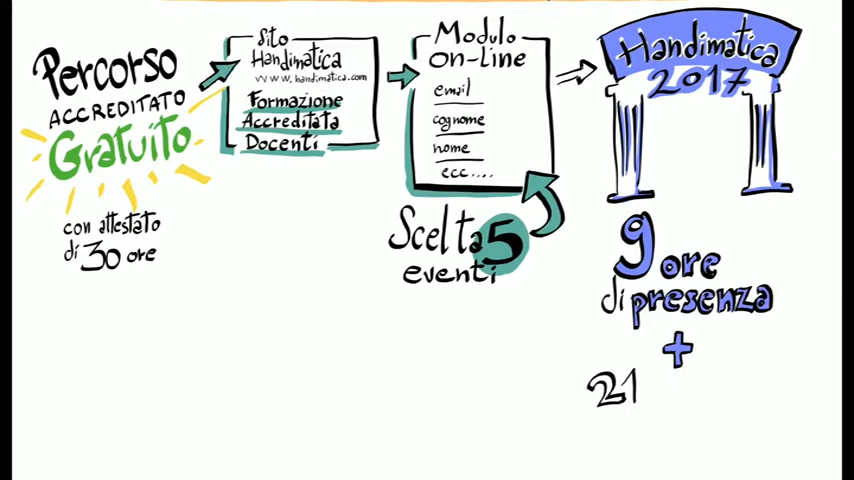 Percorso
ACCREDITATO
Gratuito
con attestato
di 30 ore
Sito
Handimatica
www.handimatica.com
Formazione
Accreditata
Docenti
Modulo
on-line
email
cognome
nome
ecc....
Scelta 5
eventi
Handimatica
2017
9 ore
di presenza
+
21